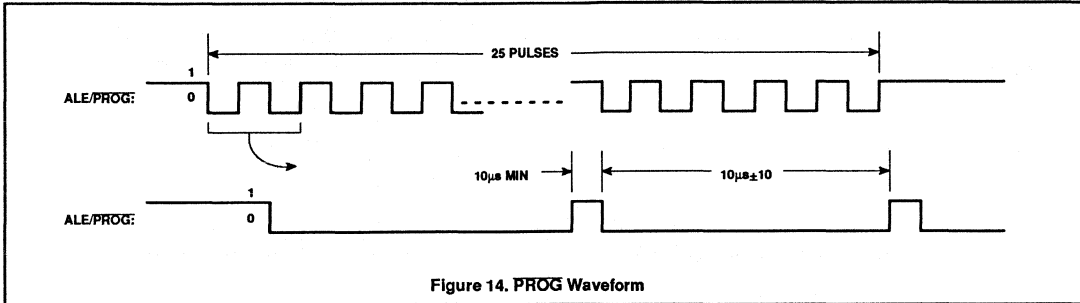 25 PULSES
1
ALE/PROG:
0
10μs MIN
10μs±10
1
ALE/PROG:
0
Figure 14. PROG Waveform